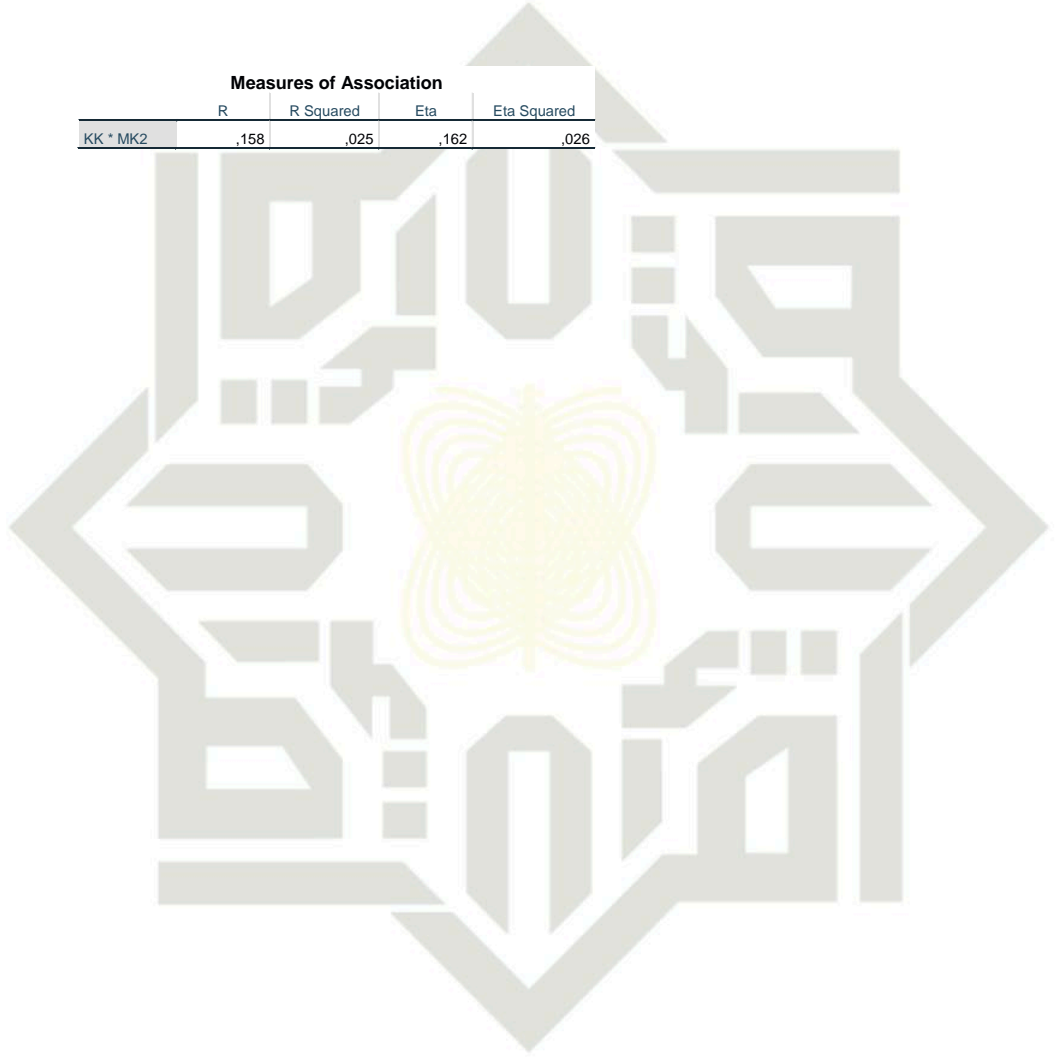 Measures of Association
R R Squared Eta Eta Squared
KK * MK2 ,158 ,025 ,162 ,026